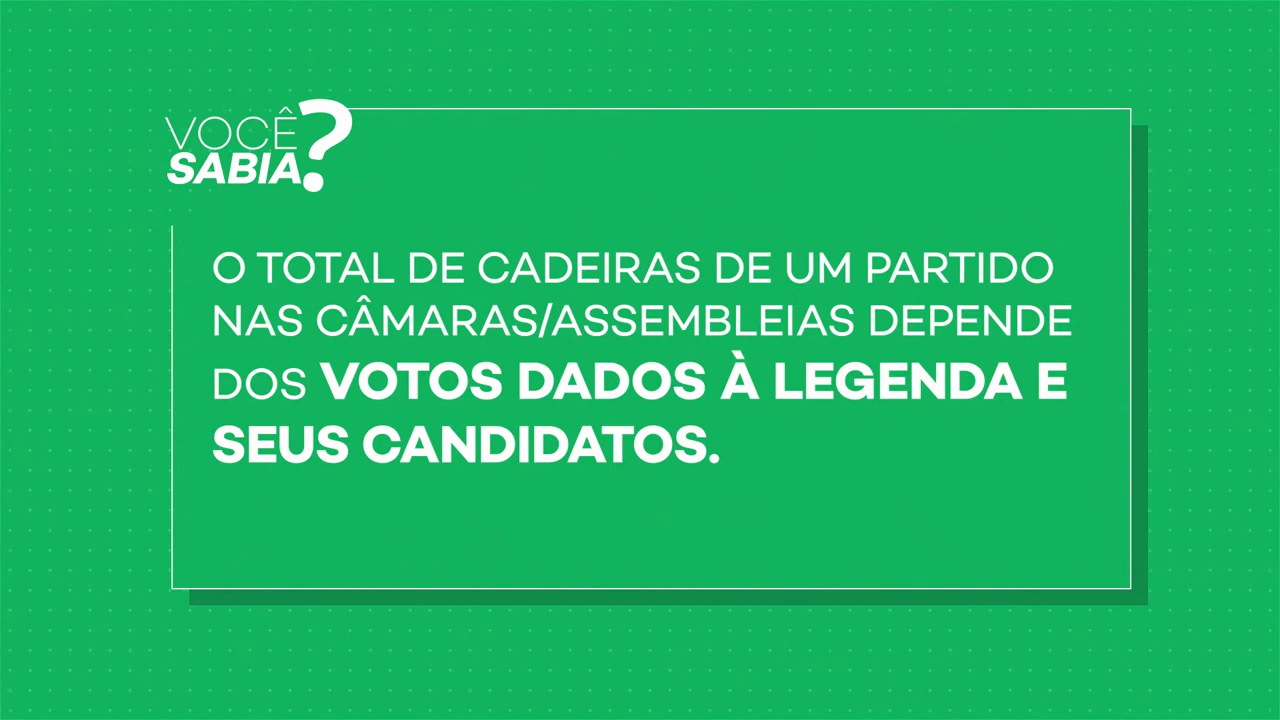 VOCÊ
SABIA?
O TOTAL DE CADEIRAS DE UM PARTIDO
NAS CÂMARAS/ASSEMBLEIAS DEPENDE
DOS VOTOS DADOS À LEGENDA E
SEUS CANDIDATOS.